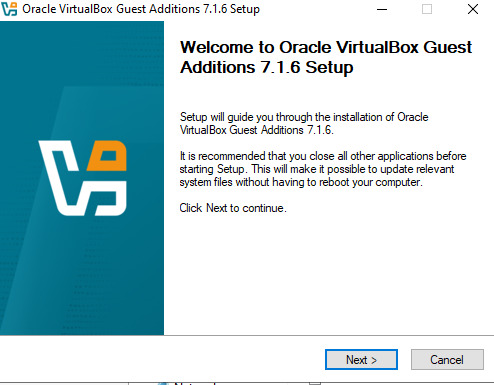 Oracle VirtualBox Guest Additions 7.1.6 Setup
Welcome to Oracle VirtualBox Guest
Additions 7.1.6 Setup
Setup will guide you through the installation of Oracle
VirtualBox Guest Additions 7.1.6.
It is recommended that you close all other applications before
starting Setup. This will make it possible to update relevant
system files without having to reboot your computer.
Click Next to continue.
Next >
Cancel